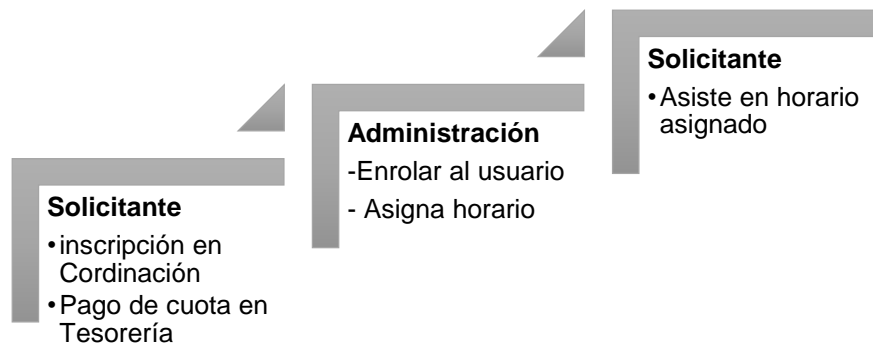 Solicitante
•inscripción en
Cordinación
•Pago de cuota en
Tesorería
Administración
-Enrolar al usuario
- Asigna horario
Solicitante
•Asiste en horario
asignado